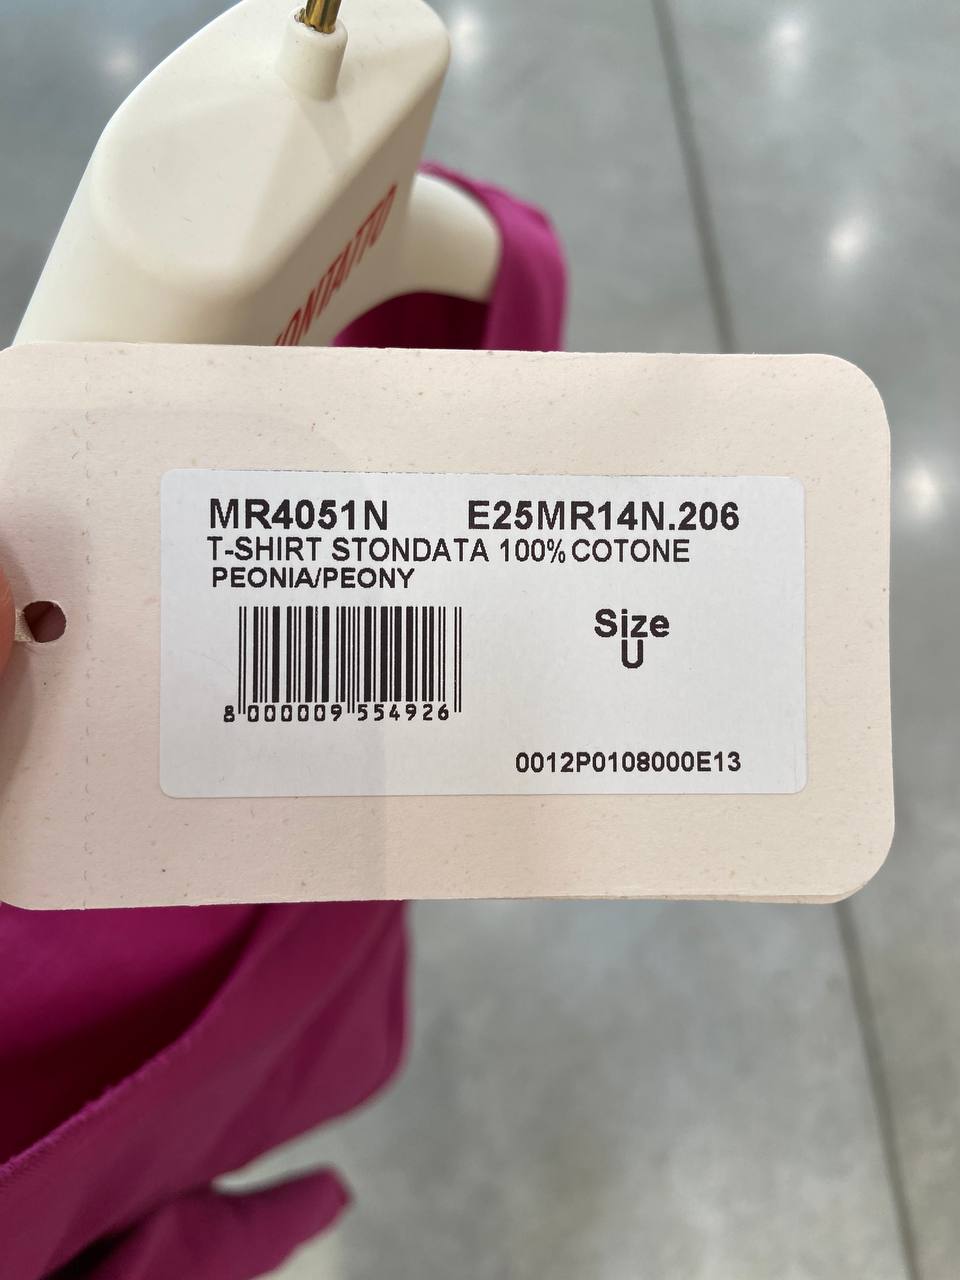 MR4051N E25MR14N.206
T-SHIRT STONDATA 100% COTONE
PEONIA/PEONY
Size
U
8 000009 554926
0012P0108000E13